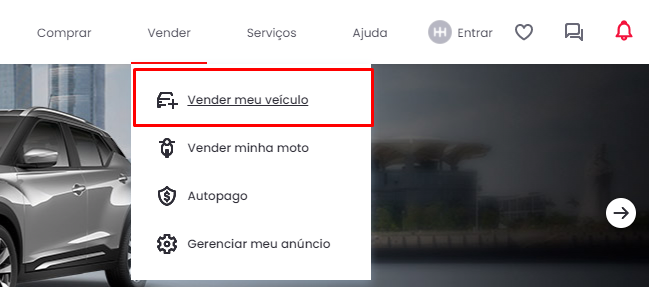 Comprar
Vender
Serviços
Ajuda
Entrar
Vender meu veículo
Vender minha moto
Autopago
Gerenciar meu anúncio